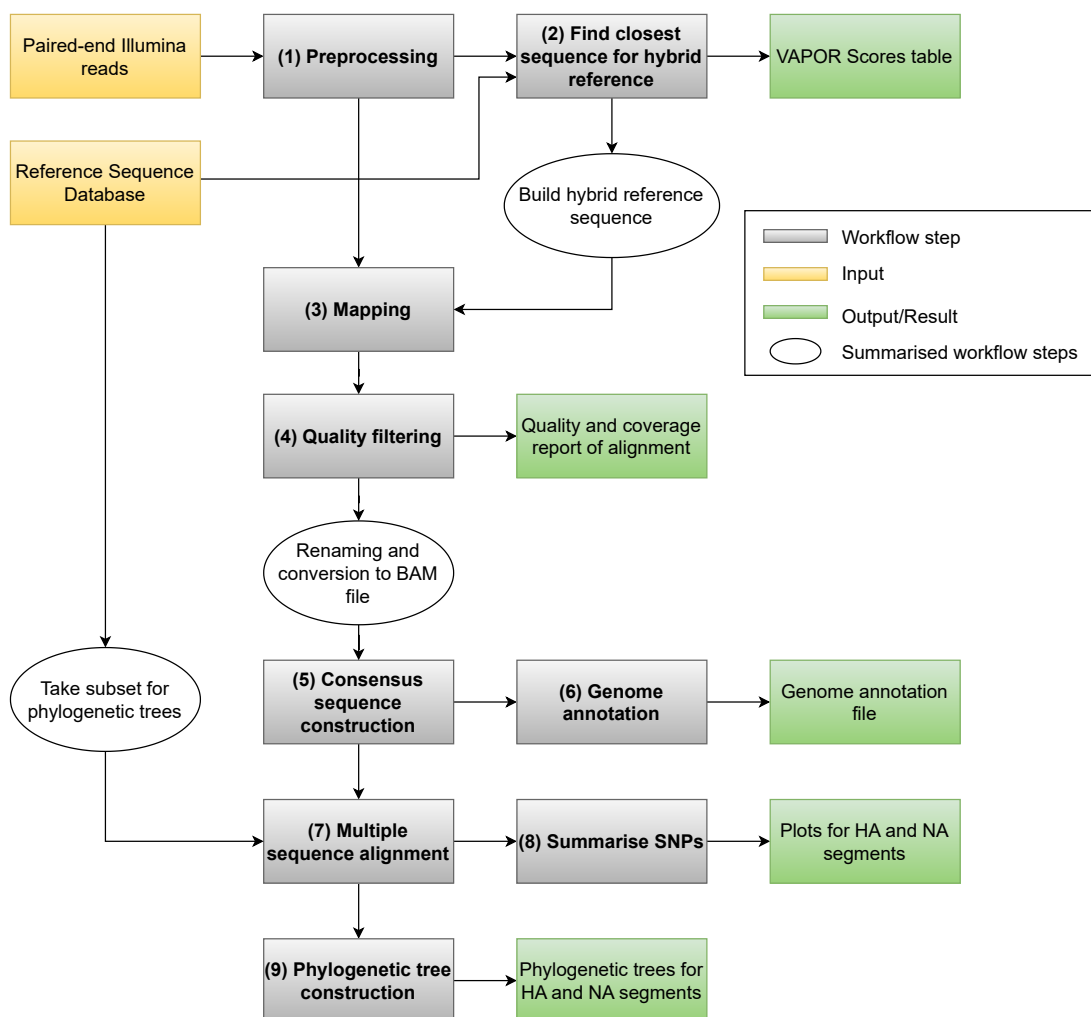 Paired-end Illumina
reads
(1) Preprocessing
(2) Find closest
sequence for hybrid
reference
VAPOR Scores table
Reference Sequence
Database
Build hybrid reference
sequence
Workflow step
Input
Output/Result
Summarised workflow steps
(3) Mapping
(4) Quality filtering
Quality and coverage
report of alignment
Renaming and
conversion to BAM
file
Take subset for
phylogenetic trees
(5) Consensus
sequence
construction
(6) Genome
annotation
Genome annotation
file
(7) Multiple
sequence alignment
(8) Summarise SNPs
Plots for HA and NA
segments
(9) Phylogenetic tree
construction
Phylogenetic trees for
HA and NA segments